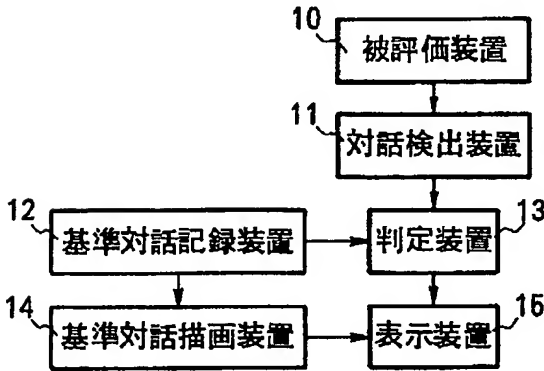 10
被評価装置
11
対話検出装置
12
基準対話記録装置
13
判定装置
14
基準対話描画装置
15
表示装置